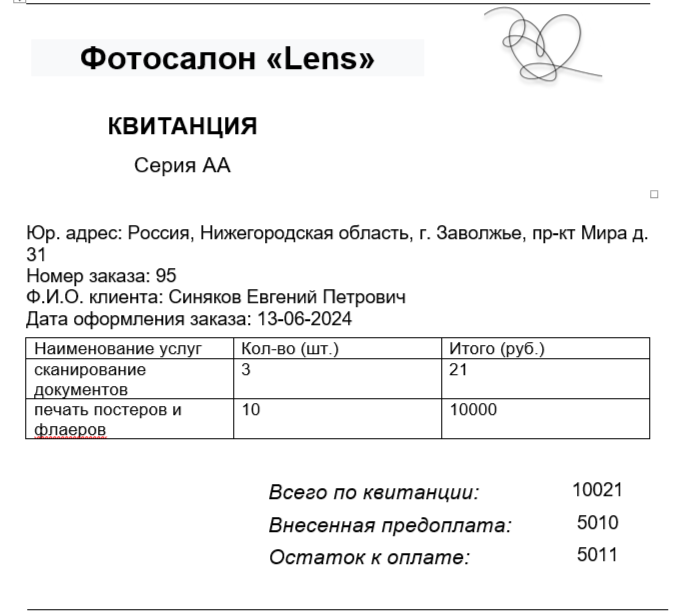 Фотосалон «Lens»
КВИТАНЦИЯ
Серия АА
Юр. адрес: Россия, Нижегородская область, г. Заволжье, пр-кт Мира д.
31
Номер заказа: 95
Ф.И.О. клиента: Синяков Евгений Петрович
Дата оформления заказа: 13-06-2024
Наименование услуг Кол-во (шт.) Итого (руб.)
сканирование 3 21
документов
печать постеров и 10 10000
флаеров
Всего по квитанции: 10021
Внесенная предоплата: 5010
Остаток к оплате: 5011